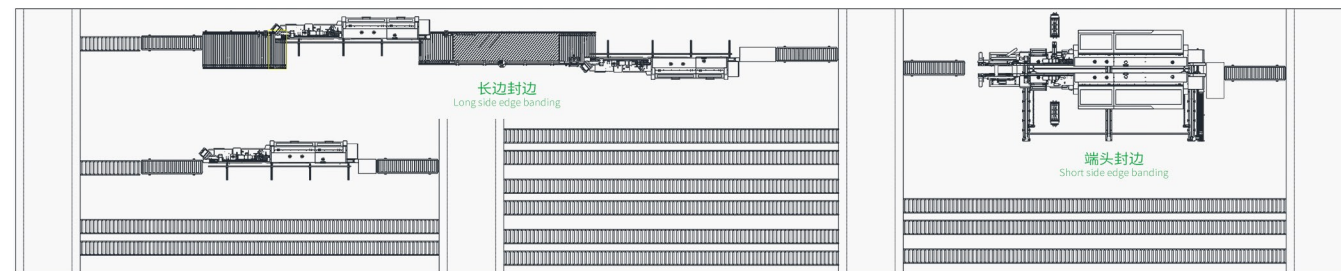 长边封边
Long side edge banding
端头封边
Short side edge banding